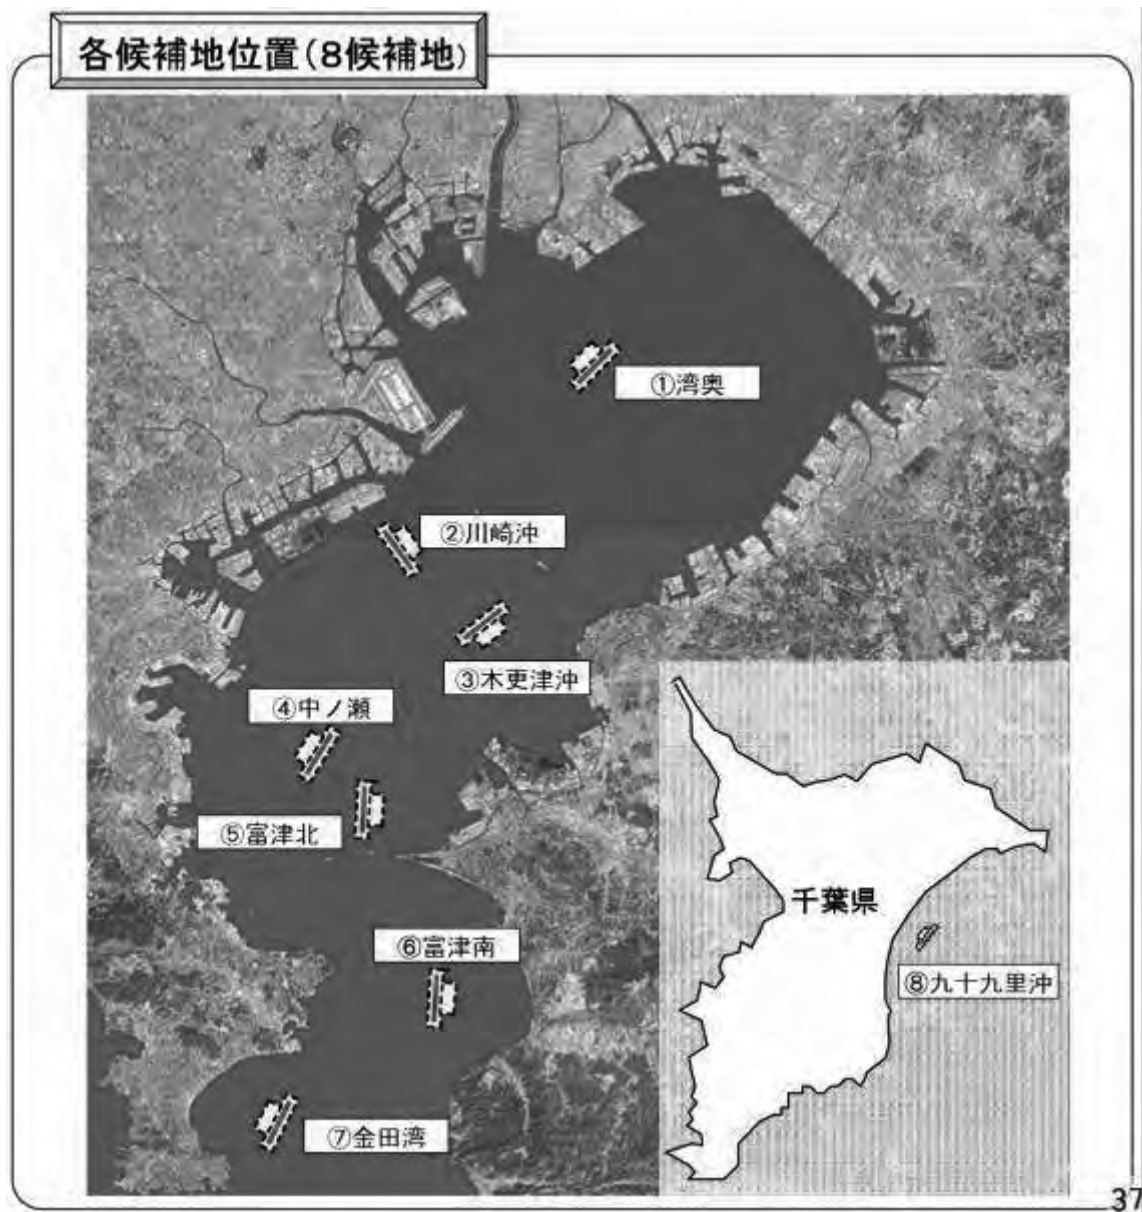 各候補地位置(8候補地)
①湾奥
②川崎沖
③木更津沖
④中ノ瀬
⑤富津北
千葉県
⑥富津南
⑧九十九里沖
⑦金田湾
37